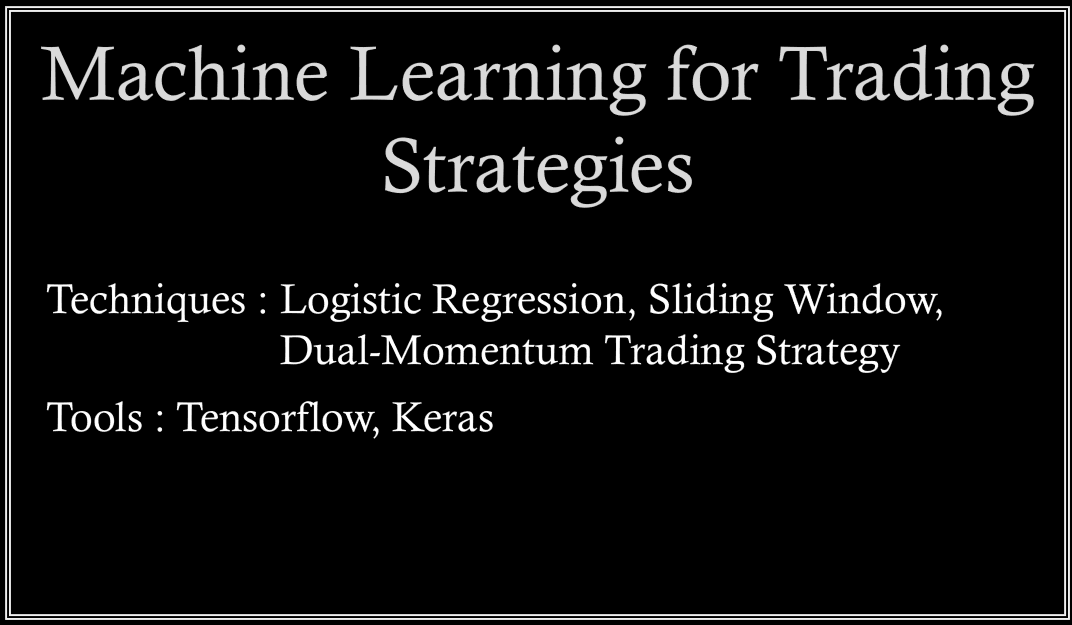 Machine Learning for Trading
Strategies
Techniques : Logistic Regression, Sliding Window,
Dual-Momentum Trading Strategy
Tools : Tensorflow, Keras